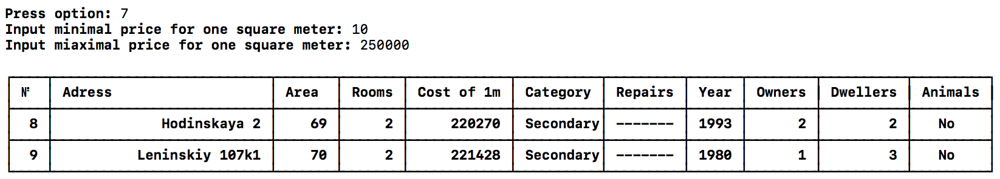 Press option: 7
Input minimal price for one square meter: 10
Input miaximal price for one square meter: 250000
№ Adress Area Rooms Cost of 1m Category Repairs Year Owners Dwellers Animals
8 Hodinskaya 2 69 2 220270 Secondary ------- 1993 2 2 No
9 Leninskiy 107k1 70 2 221428 Secondary ------- 1980 1 3 No